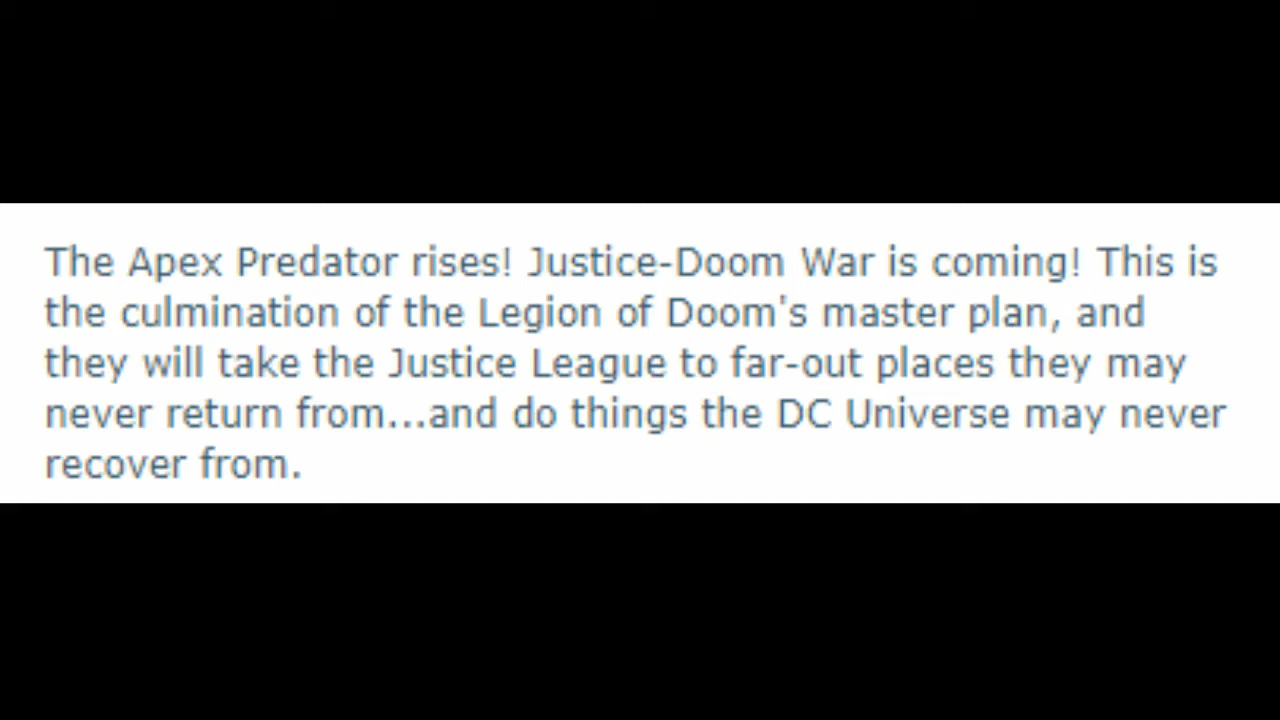 The Apex Predator rises! Justice-Doom War is coming! This is
the culmination of the Legion of Doom's master plan, and
they will take the Justice League to far-out places they may
never return from...and do things the DC Universe may never
recover from.